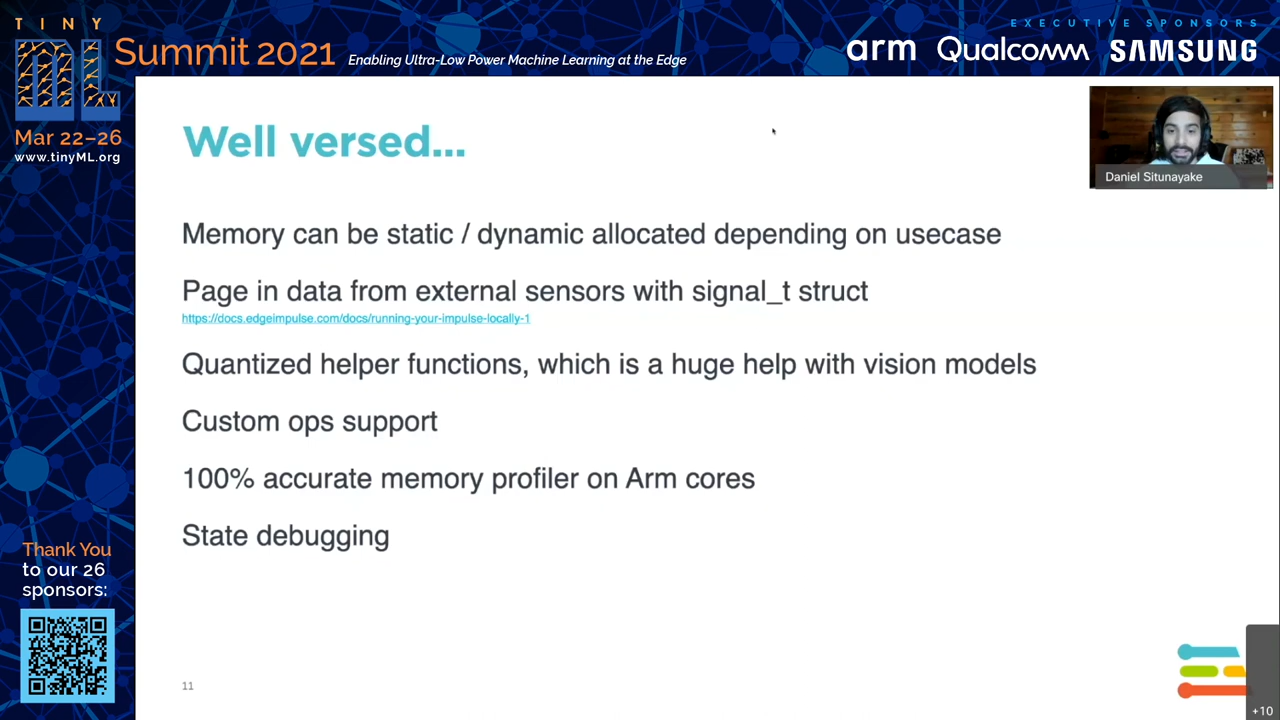 TINY
ML
Summit 2021
Enabling Ultra-Low Power Machine Learning at the Edge
EXECUTIVE SPONSORS
arm Qualcomm SAMSUNG
Mar 22–26
www.tinyML.org
Well versed...
Daniel Situnayake
Memory can be static / dynamic allocated depending on usecase
Page in data from external sensors with signal_t struct
https://docs.edgeimpulse.com/docs/running-your-impulse-locally-1
Quantized helper functions, which is a huge help with vision models
Custom ops support
100% accurate memory profiler on Arm cores
State debugging
Thank You
to our 26
sponsors:
11
+10